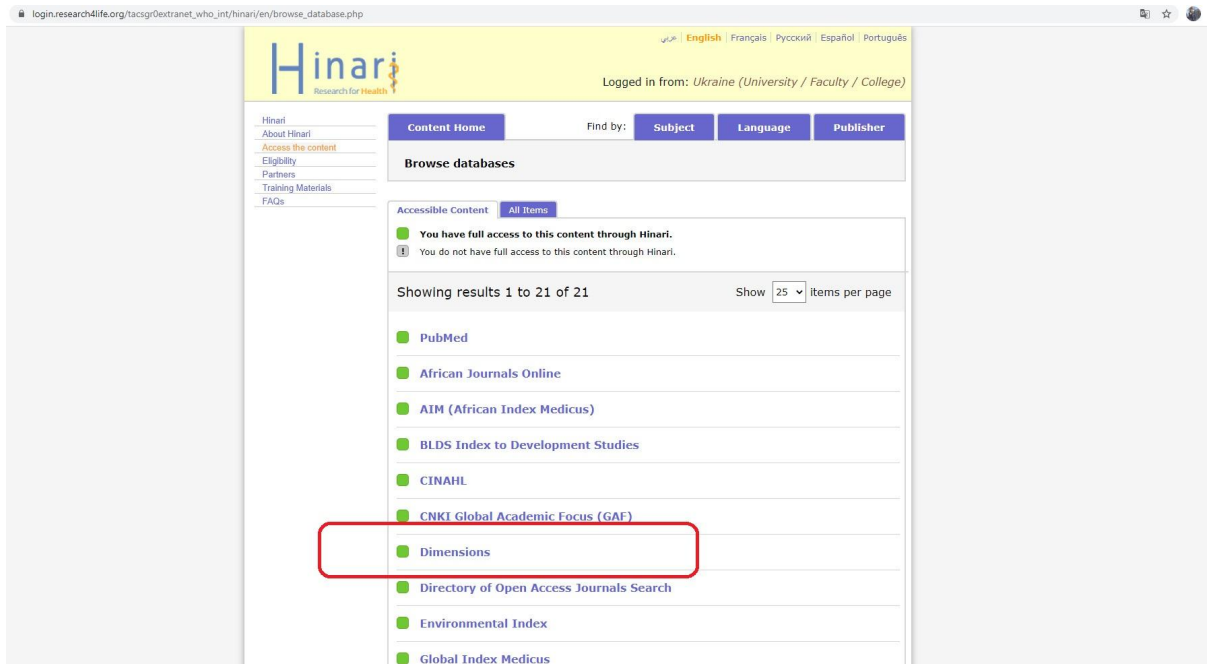 login.research4life.org/tacsgr0extranet_who_int/hinari/en/browse_database.php
عربي | English | Français | Русский | Español | Português
Hinari
Research for Health
Logged in from: Ukraine (University / Faculty / College)
Hinari
About Hinari
Access the content
Eligibility
Partners
Training Materials
FAQs
Content Home Find by: Subject Language Publisher
Browse databases
Accessible Content All Items
You have full access to this content through Hinari.
! You do not have full access to this content through Hinari.
Showing results 1 to 21 of 21 Show 25 items per page
PubMed
African Journals Online
AIM (African Index Medicus)
BLDS Index to Development Studies
CINAHL
CNKI Global Academic Focus (GAF)
Dimensions
Directory of Open Access Journals Search
Environmental Index
Global Index Medicus